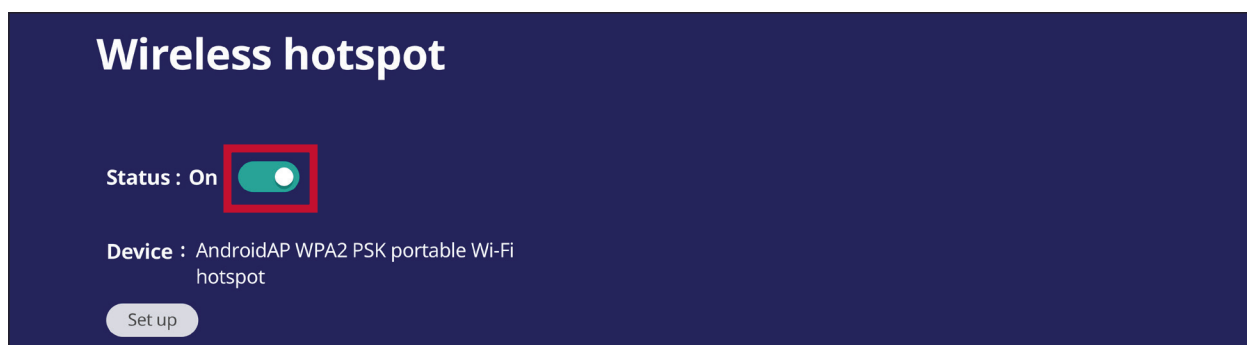 Wireless hotspot
Status : On
Device : AndroidAP WPA2 PSK portable Wi-Fi
hotspot
Set up